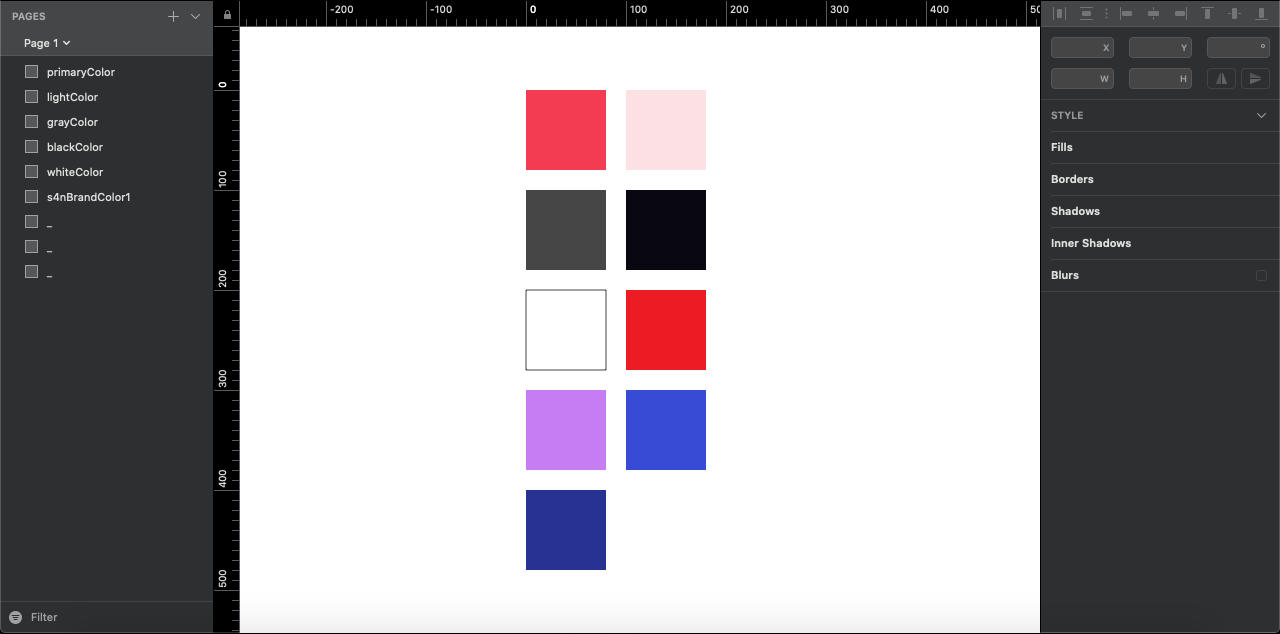 PAGES
Page 1
primaryColor
lightColor
grayColor
blackColor
whiteColor
s4nBrandColor1
_
_
_
Filter
-200 -100 0 100 200 300 400 50
0
100
200
300
400
500
X Y °
W H
STYLE
Fills
Borders
Shadows
Inner Shadows
Blurs